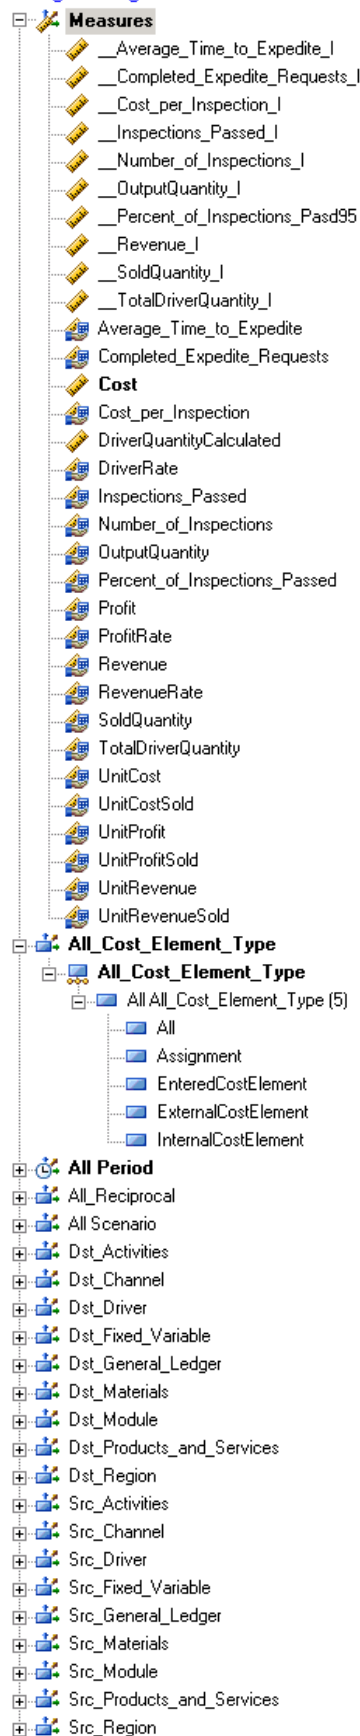 Measures
__Average_Time_to_Expedite_I
__Completed_Expedite_Requests_I
__Cost_per_Inspection_I
__Inspections_Passed_I
__Number_of_Inspections_I
__OutputQuantity_I
__Percent_of_Inspections_Pasd95
__Revenue_I
__SoldQuantity_I
__TotalDriverQuantity_I
Average_Time_to_Expedite
Completed_Expedite_Requests
Cost
Cost_per_Inspection
DriverQuantityCalculated
DriverRate
Inspections_Passed
Number_of_Inspections
OutputQuantity
Percent_of_Inspections_Passed
Profit
ProfitRate
Revenue
RevenueRate
SoldQuantity
TotalDriverQuantity
UnitCost
UnitCostSold
UnitProfit
UnitProfitSold
UnitRevenue
UnitRevenueSold
All_Cost_Element_Type
All_Cost_Element_Type
All All_Cost_Element_Type (5)
All
Assignment
EnteredCostElement
ExternalCostElement
InternalCostElement
All Period
All_Reciprocal
All Scenario
Dst_Activities
Dst_Channel
Dst_Driver
Dst_Fixed_Variable
Dst_General_Ledger
Dst_Materials
Dst_Module
Dst_Products_and_Services
Dst_Region
Src_Activities
Src_Channel
Src_Driver
Src_Fixed_Variable
Src_General_Ledger
Src_Materials
Src_Module
Src_Products_and_Services
Src_Region